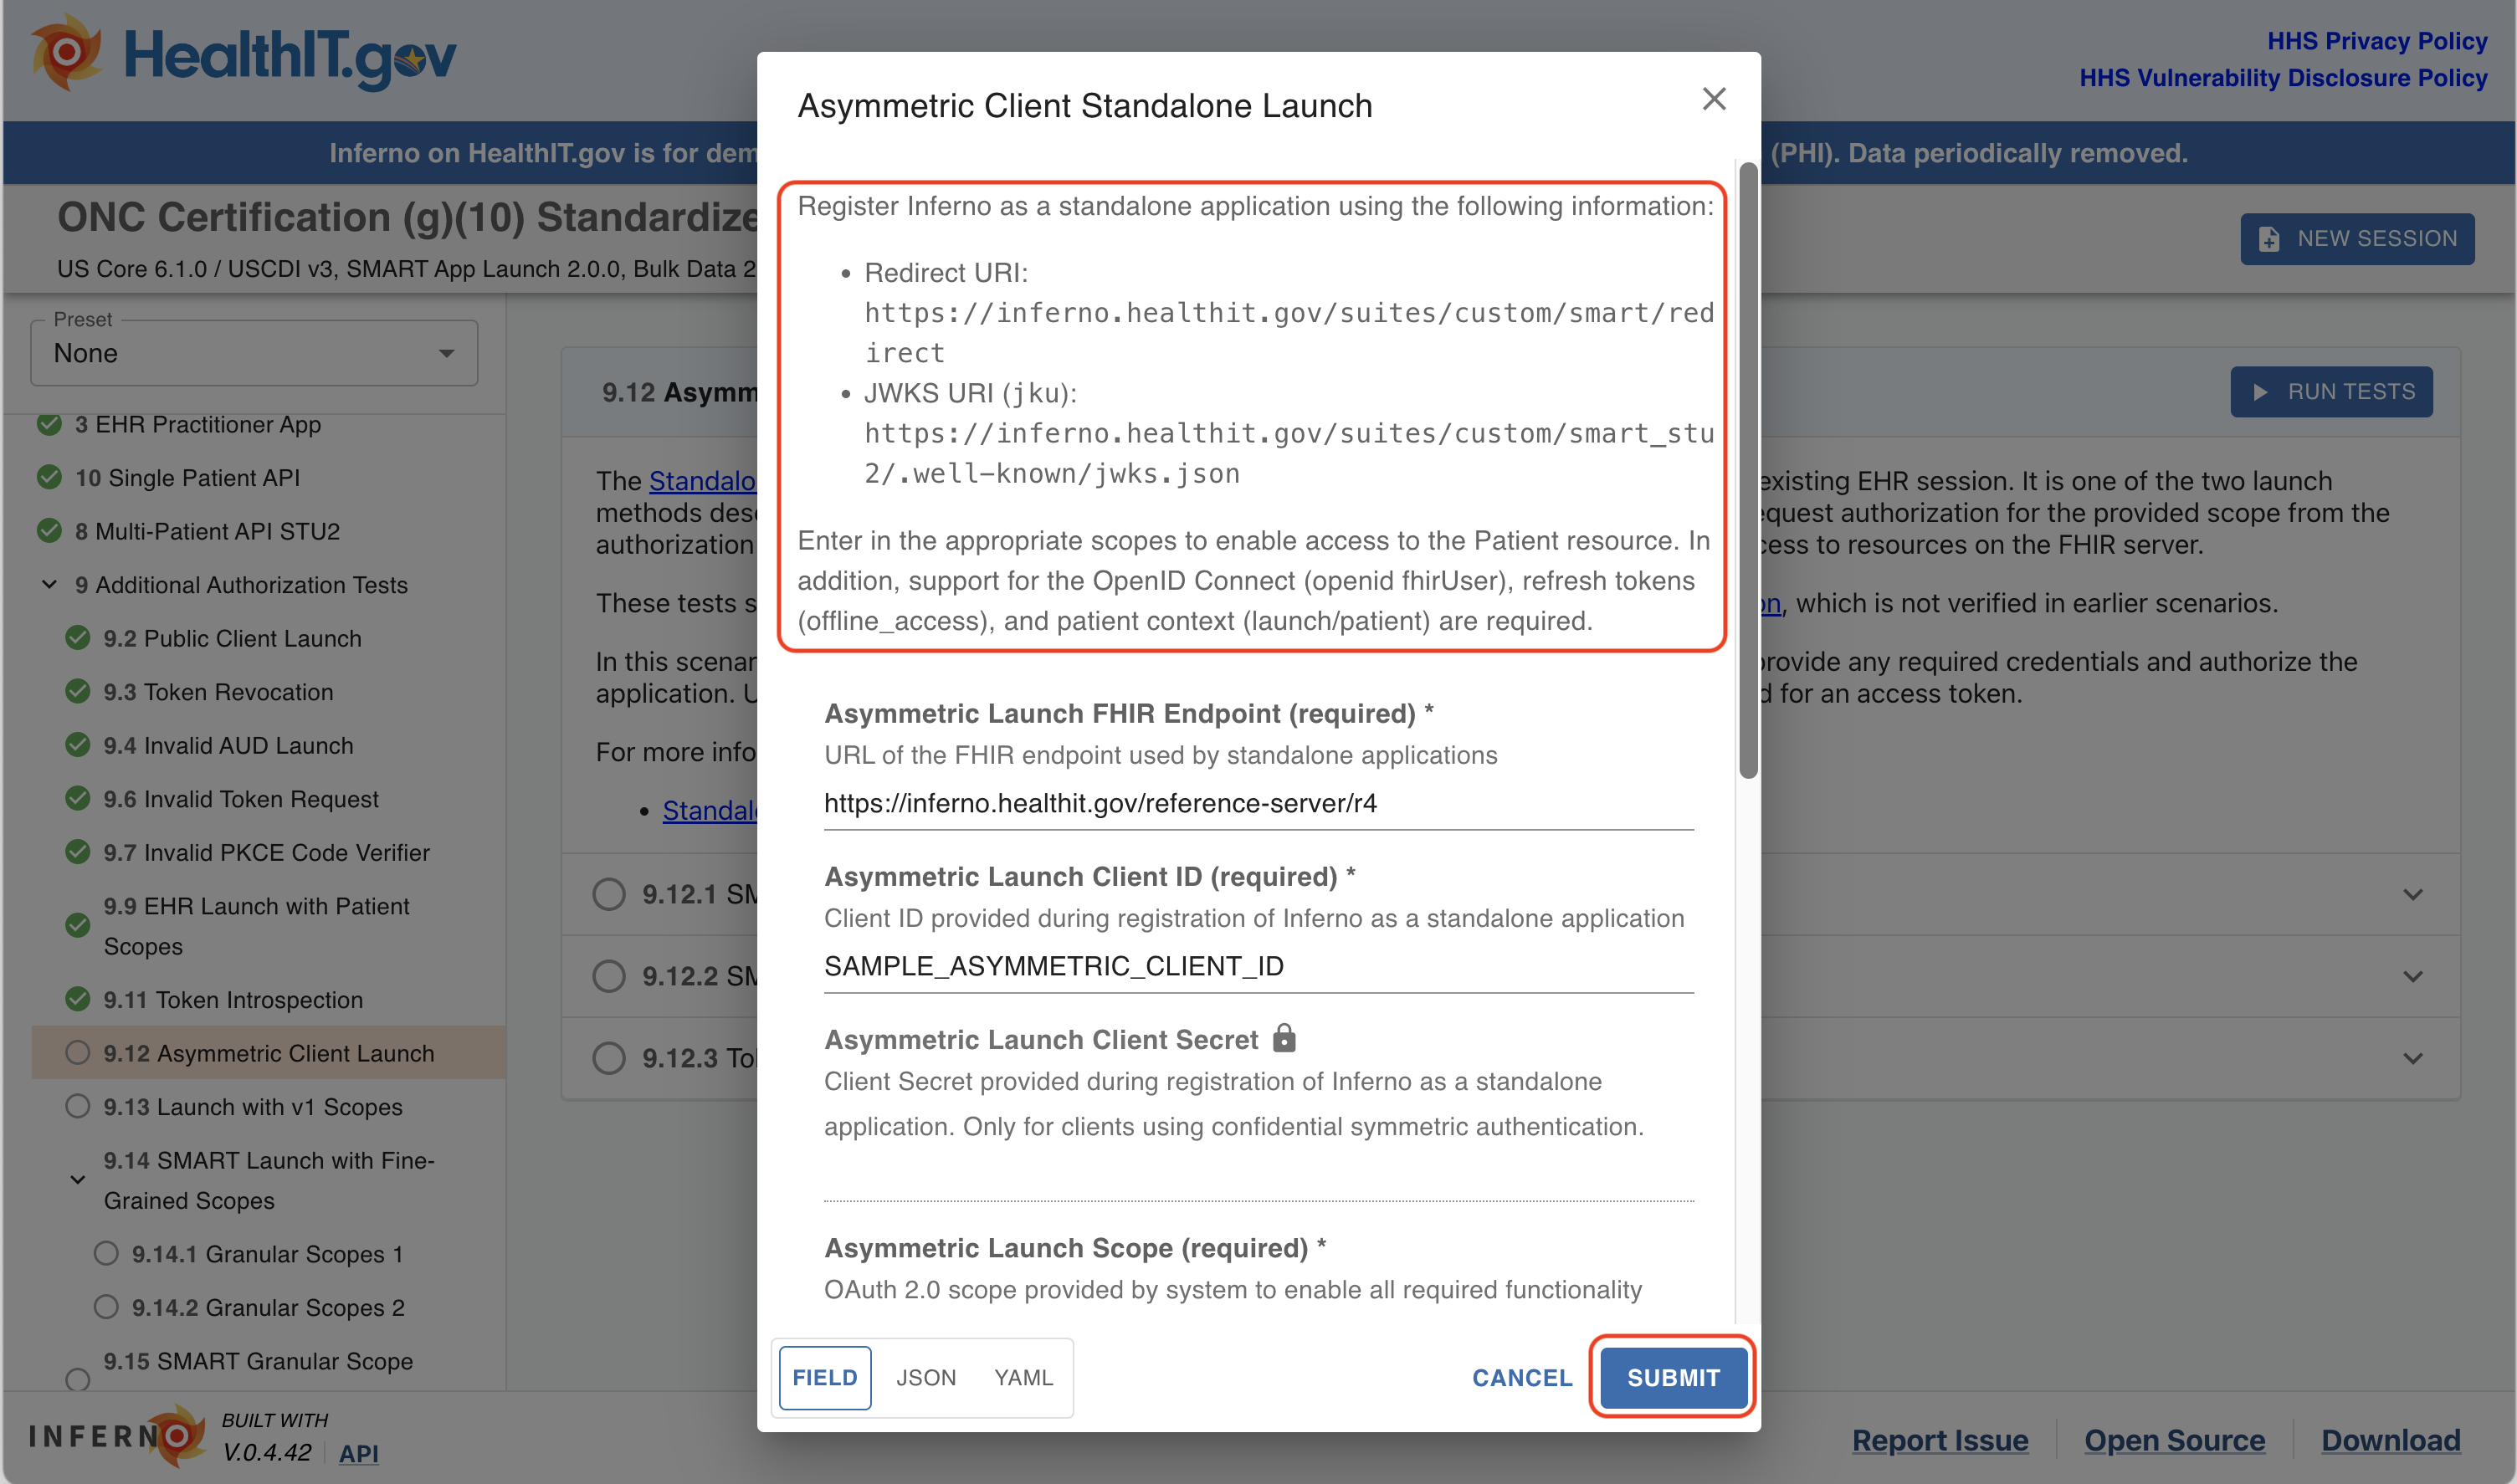 HealthIT.gov
HHS Privacy Policy
HHS Vulnerability Disclosure Policy
Inferno on HealthIT.gov is for dem
(PHI). Data periodically removed.
ONC Certification (g)(10) Standardize
US Core 6.1.0 / USCDI v3, SMART App Launch 2.0.0, Bulk Data 2
NEW SESSION
Preset
None
3 EHR Practitioner App
10 Single Patient API
8 Multi-Patient API STU2
9 Additional Authorization Tests
9.2 Public Client Launch
9.3 Token Revocation
9.4 Invalid AUD Launch
9.6 Invalid Token Request
9.7 Invalid PKCE Code Verifier
9.9 EHR Launch with Patient
Scopes
9.11 Token Introspection
9.12 Asymmetric Client Launch
9.13 Launch with v1 Scopes
9.14 SMART Launch with Fine-
Grained Scopes
9.14.1 Granular Scopes 1
9.14.2 Granular Scopes 2
9.15 SMART Granular Scope
9.12 Asymm
RUN TESTS
The Standalo
methods desc
authorization
existing EHR session. It is one of the two launch
equest authorization for the provided scope from the
cess to resources on the FHIR server.
These tests s
on, which is not verified in earlier scenarios.
In this scenar
application. U
provide any required credentials and authorize the
d for an access token.
For more info
Standal
9.12.1 SM
9.12.2 SM
9.12.3 To
Asymmetric Client Standalone Launch
Register Inferno as a standalone application using the following information:
• Redirect URI:
https://inferno.healthit.gov/suites/custom/smart/red
irect
• JWKS URI (jku):
https://inferno.healthit.gov/suites/custom/smart_stu
2/.well-known/jwks.json
Enter in the appropriate scopes to enable access to the Patient resource. In
addition, support for the OpenID Connect (openid fhirUser), refresh tokens
(offline_access), and patient context (launch/patient) are required.
Asymmetric Launch FHIR Endpoint (required) *
URL of the FHIR endpoint used by standalone applications
https://inferno.healthit.gov/reference-server/r4
Asymmetric Launch Client ID (required) *
Client ID provided during registration of Inferno as a standalone application
SAMPLE_ASYMMETRIC_CLIENT_ID
Asymmetric Launch Client Secret
Client Secret provided during registration of Inferno as a standalone
application. Only for clients using confidential symmetric authentication.
Asymmetric Launch Scope (required) *
OAuth 2.0 scope provided by system to enable all required functionality
FIELD
JSON
YAML
CANCEL
SUBMIT
INFERNO
BUILT WITH
V.0.4.42
API
Report Issue
Open Source
Download